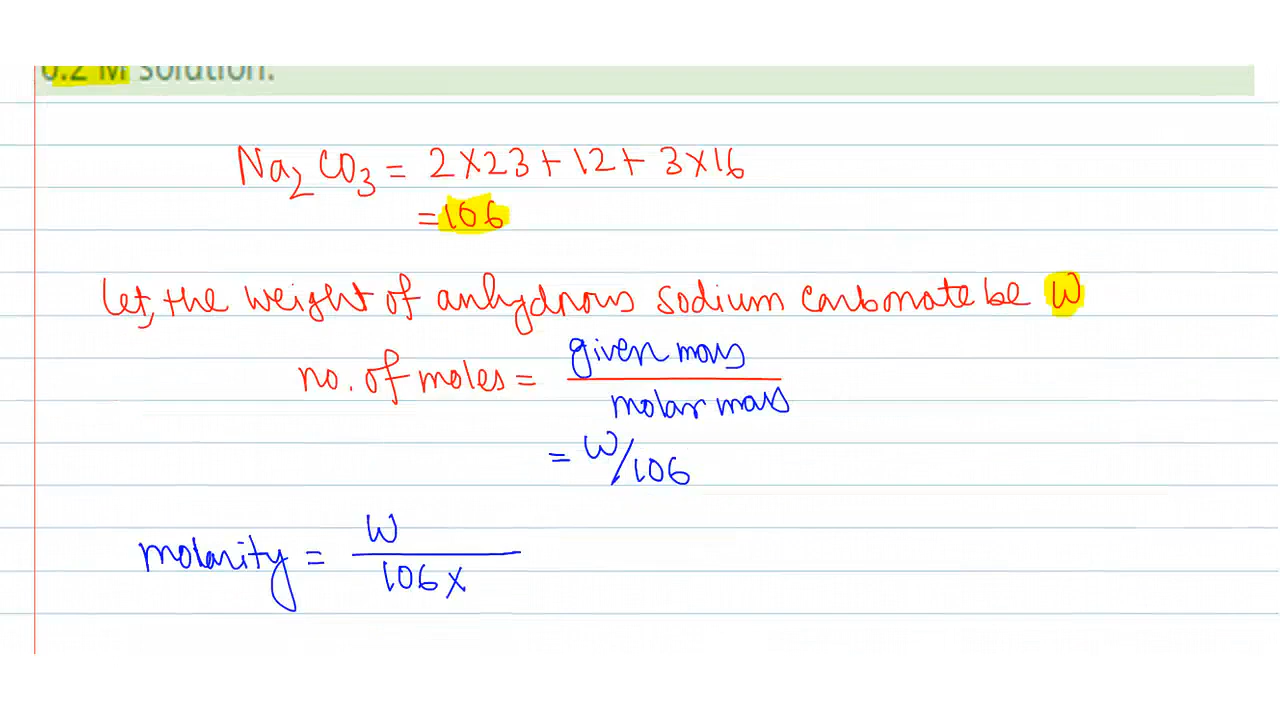 0.2 M solution.
Na₂CO₃ = 2×23 + 12 + 3×16
= 106
let, the weight of anhydrous sodium carbonate be W
no. of moles = given mass / molar mass
= W/106
molarity = W / 106×